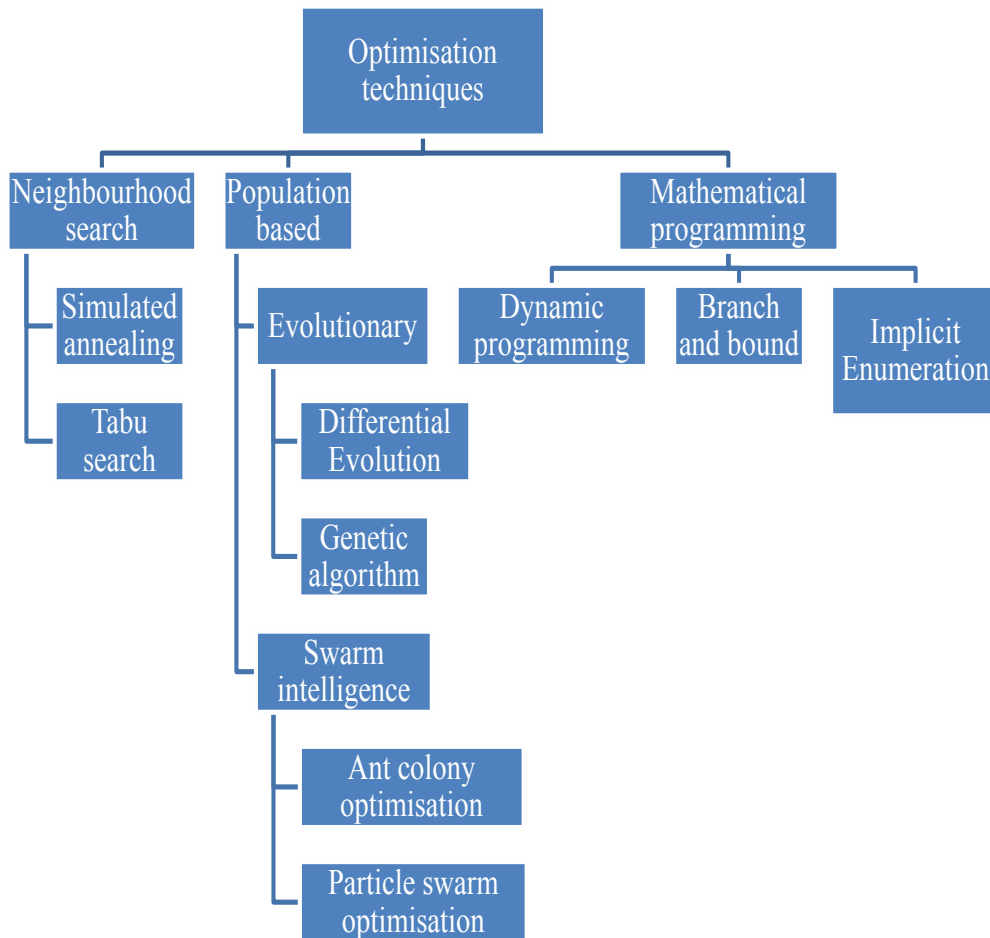 Optimisation
techniques
Neighbourhood
search
Population
based
Mathematical
programming
Simulated
annealing
Tabu
search
Evolutionary
Differential
Evolution
Genetic
algorithm
Swarm
intelligence
Ant colony
optimisation
Particle swarm
optimisation
Dynamic
programming
Branch
and bound
Implicit
Enumeration